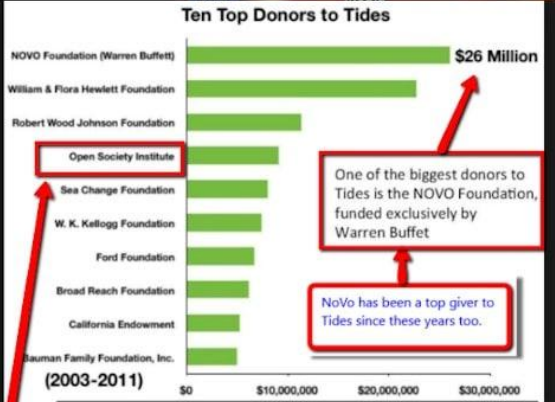 Ten Top Donors to Tides
NOVO Foundation (Warren Buffett)
$26 Million
William & Flora Hewlett Foundation
Robert Wood Johnson Foundation
Open Society Institute
Sea Change Foundation
W. K. Kellogg Foundation
Ford Foundation
Broad Reach Foundation
California Endowment
Bauman Family Foundation, Inc.
One of the biggest donors to
Tides is the NOVO Foundation,
funded exclusively by
Warren Buffet
NoVo has been a top giver to
Tides since these years too.
(2003-2011)
$0
$10,000,000
$20,000,000
$30,000,000